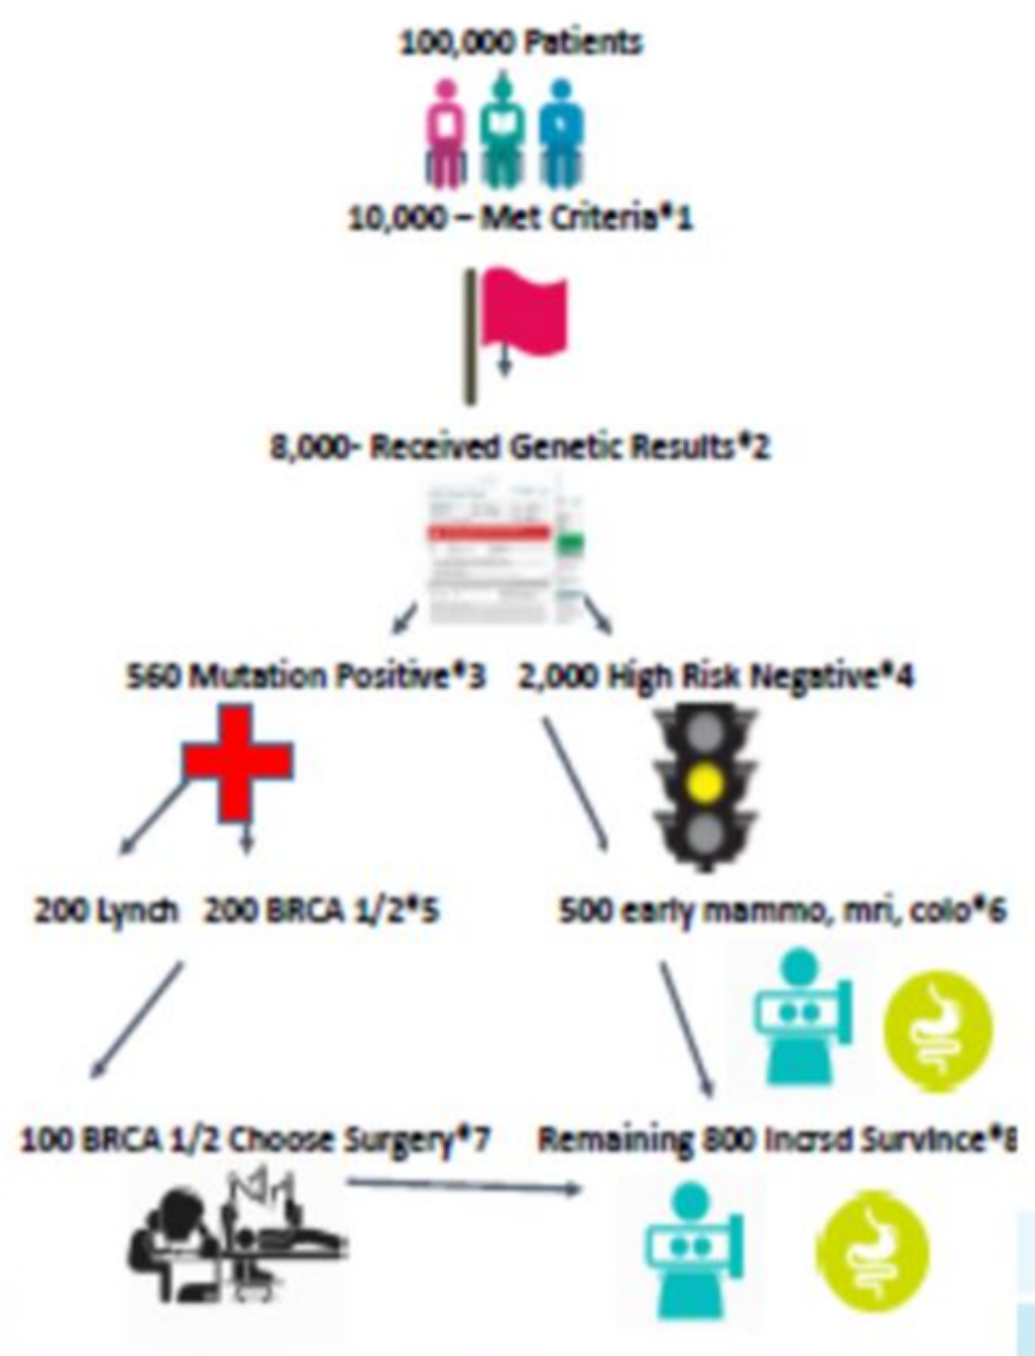 100,000 Patients
10,000 – Met Criteria*1
8,000- Received Genetic Results*2
560 Mutation Positive*3 2,000 High Risk Negative*4
200 Lynch 200 BRCA 1/2*5 500 early mammo, mri, colo*6
100 BRCA 1/2 Choose Surgery*7 Remaining 800 Incrsd Survlnce*8